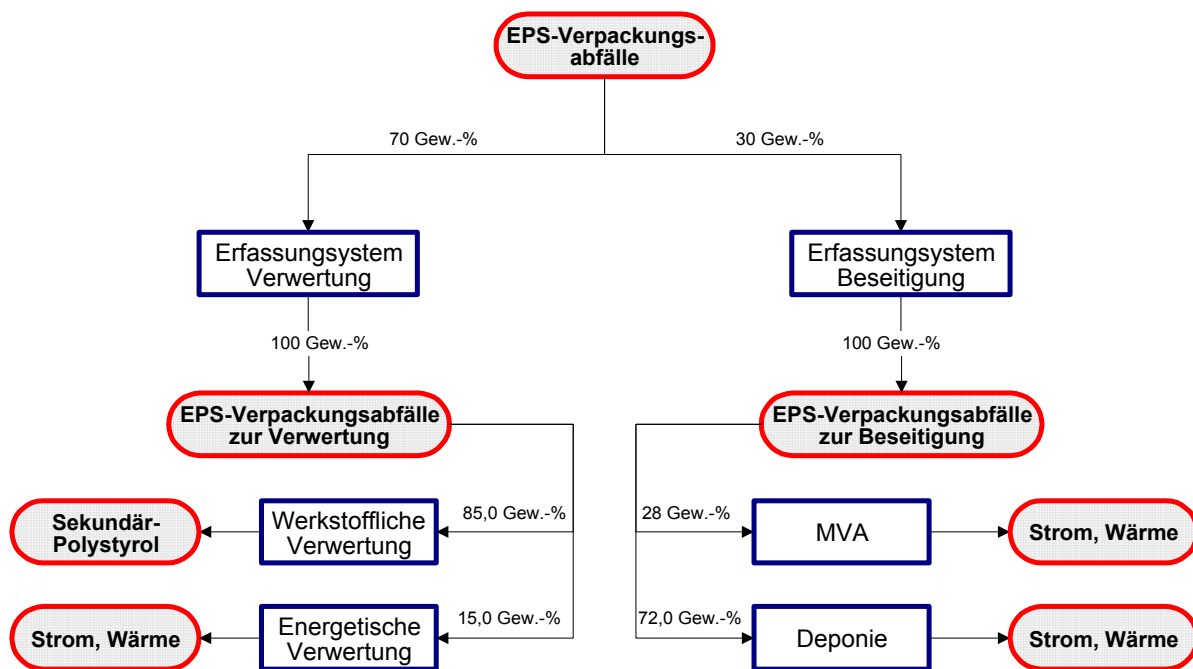 EPS-Verpackungs-
abfälle
70 Gew.-%
30 Gew.-%
Erfassungsystem
Verwertung
Erfassungsystem
Beseitigung
100 Gew.-%
100 Gew.-%
EPS-Verpackungsabfälle
zur Verwertung
EPS-Verpackungsabfälle
zur Beseitigung
Sekundär-
Polystyrol
Werkstoffliche
Verwertung
85,0 Gew.-%
28 Gew.-%
MVA
Strom, Wärme
Strom, Wärme
Energetische
Verwertung
15,0 Gew.-%
72,0 Gew.-%
Deponie
Strom, Wärme